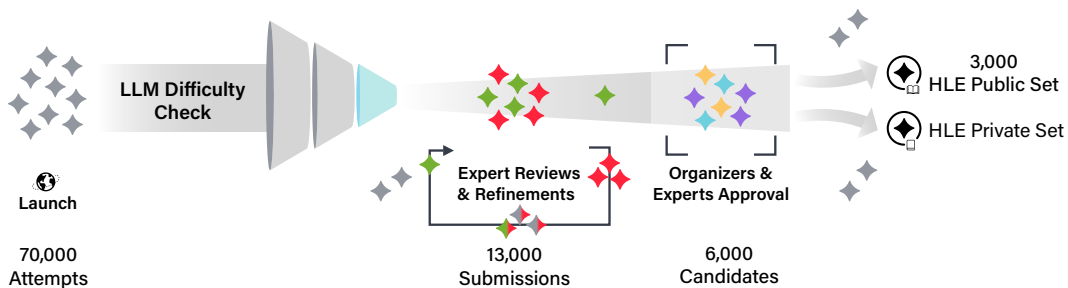 LLM Difficulty
Check
Launch
70,000
Attempts
Expert Reviews
& Refinements
13,000
Submissions
Organizers &
Experts Approval
6,000
Candidates
3,000
HLE Public Set
HLE Private Set